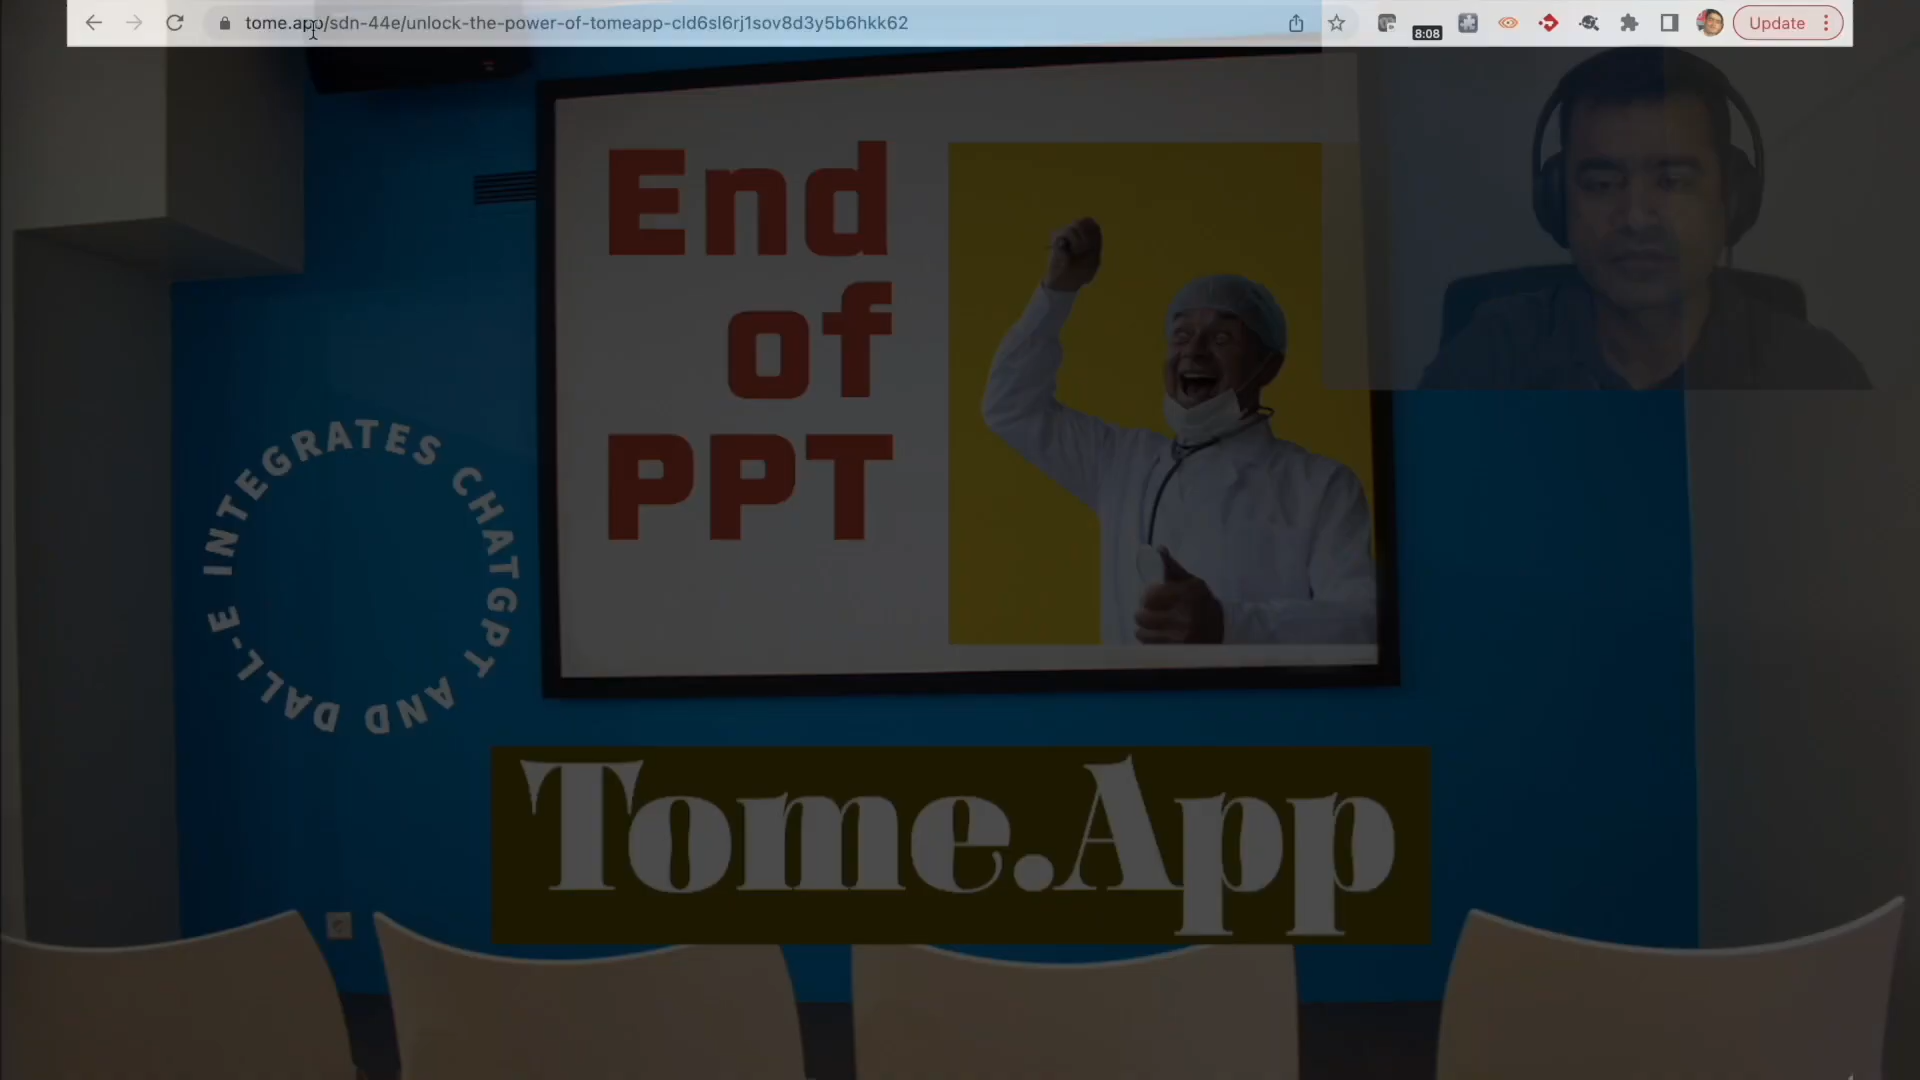 tome.app/sdn-44e/unlock-the-power-of-tomeapp-cld6sl6rj1sov8d3y5b6hkk62
8:08
Update
End
of
PPT
INTEGRATES CHATGPT AND DALL-E
Tome.App